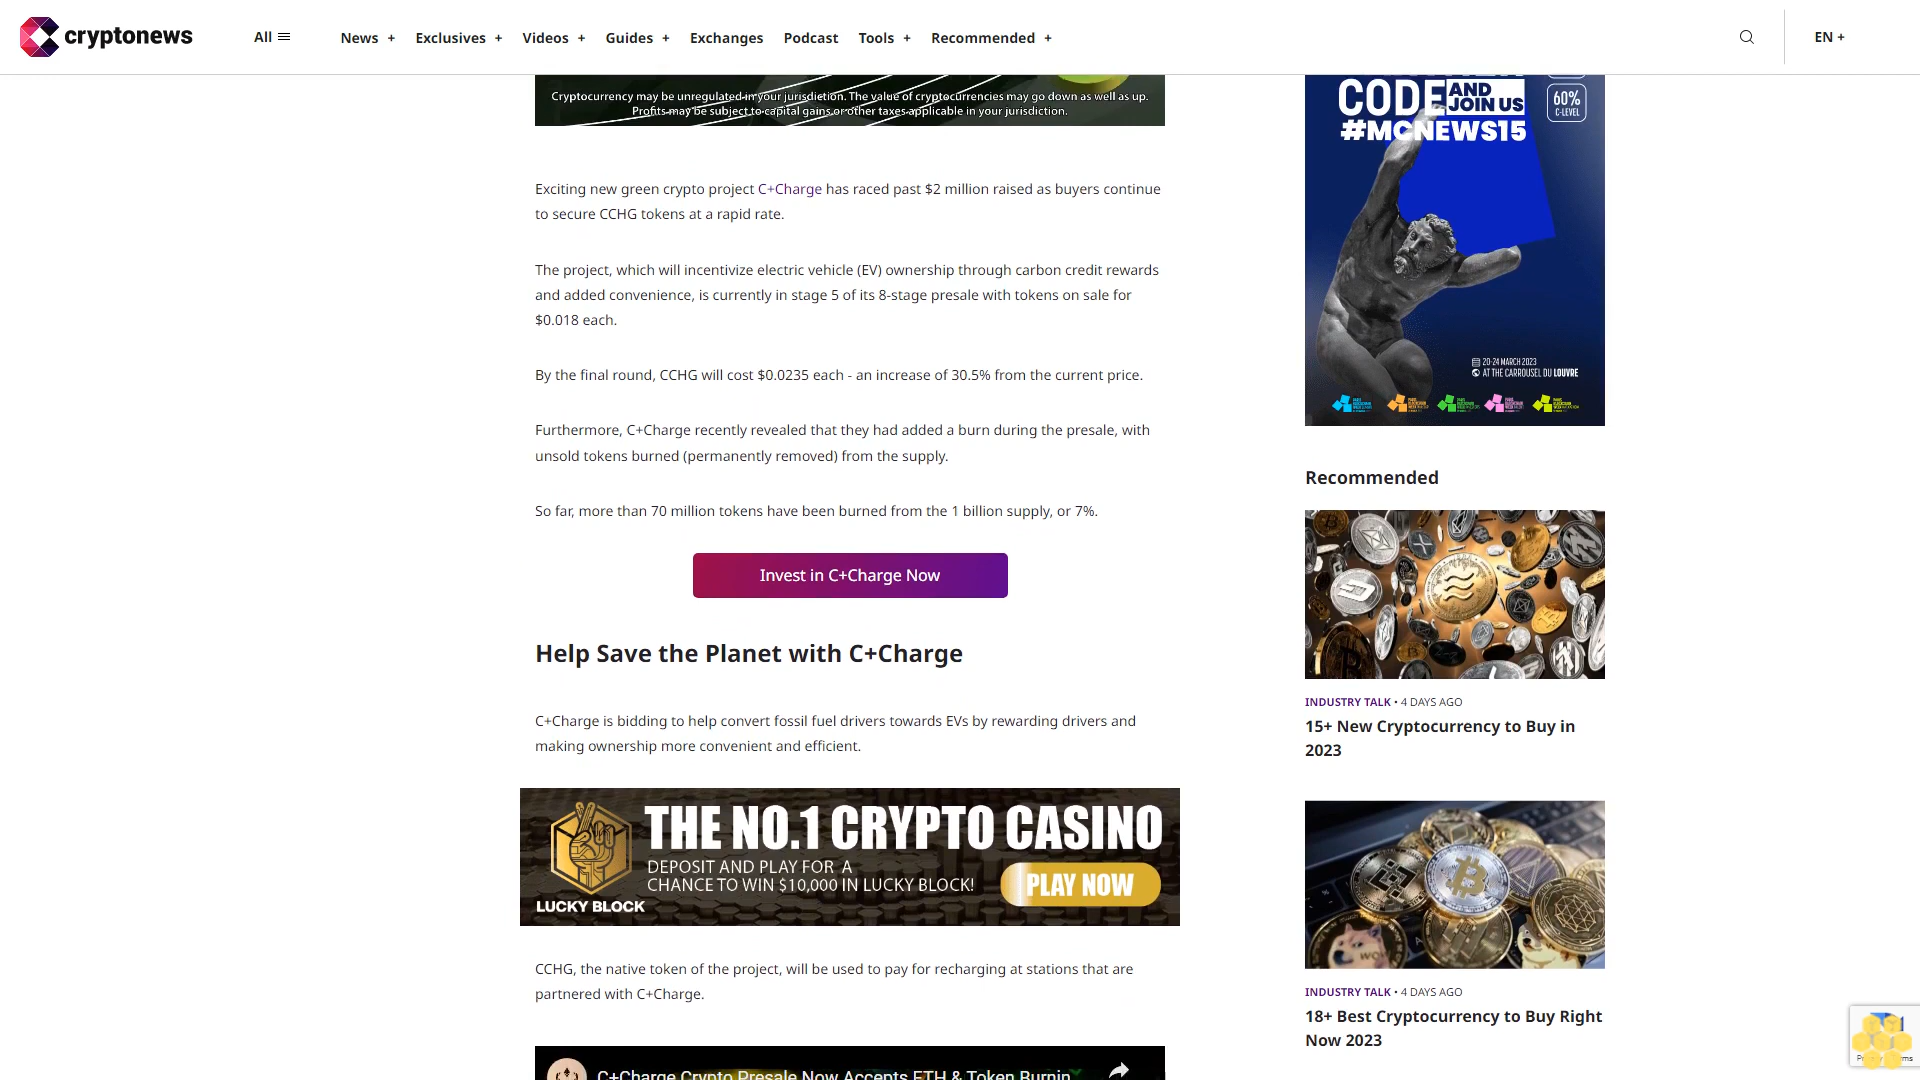 cryptonews
All
News +
Exclusives +
Videos +
Guides +
Exchanges
Podcast
Tools +
Recommended +
EN +
Cryptocurrency may be unregulated in your jurisdiction. The value of cryptocurrencies may go down as well as up.
Profits may be subject to capital gains or other taxes applicable in your jurisdiction.
Exciting new green crypto project C+Charge has raced past $2 million raised as buyers continue
to secure CCHG tokens at a rapid rate.
The project, which will incentivize electric vehicle (EV) ownership through carbon credit rewards
and added convenience, is currently in stage 5 of its 8-stage presale with tokens on sale for
$0.018 each.
By the final round, CCHG will cost $0.0235 each - an increase of 30.5% from the current price.
Furthermore, C+Charge recently revealed that they had added a burn during the presale, with
unsold tokens burned (permanently removed) from the supply.
So far, more than 70 million tokens have been burned from the 1 billion supply, or 7%.
Invest in C+Charge Now
Help Save the Planet with C+Charge
C+Charge is bidding to help convert fossil fuel drivers towards EVs by rewarding drivers and
making ownership more convenient and efficient.
THE NO.1 CRYPTO CASINO
DEPOSIT AND PLAY FOR A
CHANCE TO WIN $10,000 IN LUCKY BLOCK!
PLAY NOW
LUCKY BLOCK
CCHG, the native token of the project, will be used to pay for recharging at stations that are
partnered with C+Charge.
C+Charge Crypto Presale Now Accepts ETH & Token Burnin
CODE AND
JOIN US
#MCNEWS15
60%
C-LEVEL
20-24 MARCH 2023
AT THE CARROUSEL DU LOUVRE
Recommended
INDUSTRY TALK • 4 DAYS AGO
15+ New Cryptocurrency to Buy in
2023
INDUSTRY TALK • 4 DAYS AGO
18+ Best Cryptocurrency to Buy Right
Now 2023